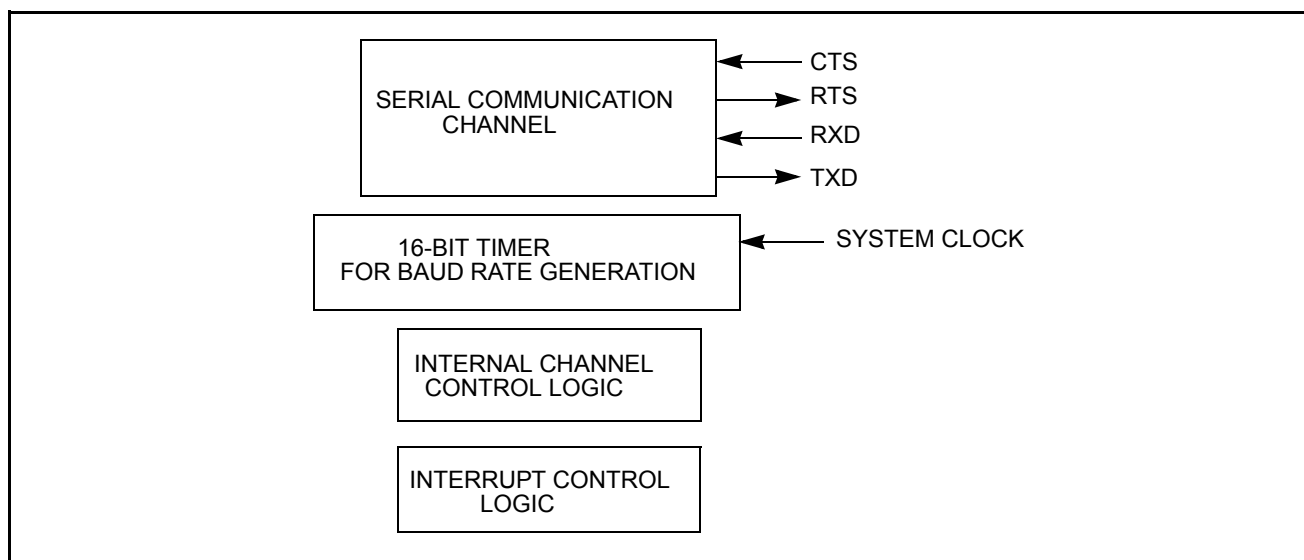 SERIAL COMMUNICATION
CHANNEL
CTS
RTS
RXD
TXD
16-BIT TIMER
FOR BAUD RATE GENERATION
SYSTEM CLOCK
INTERNAL CHANNEL
CONTROL LOGIC
INTERRUPT CONTROL
LOGIC